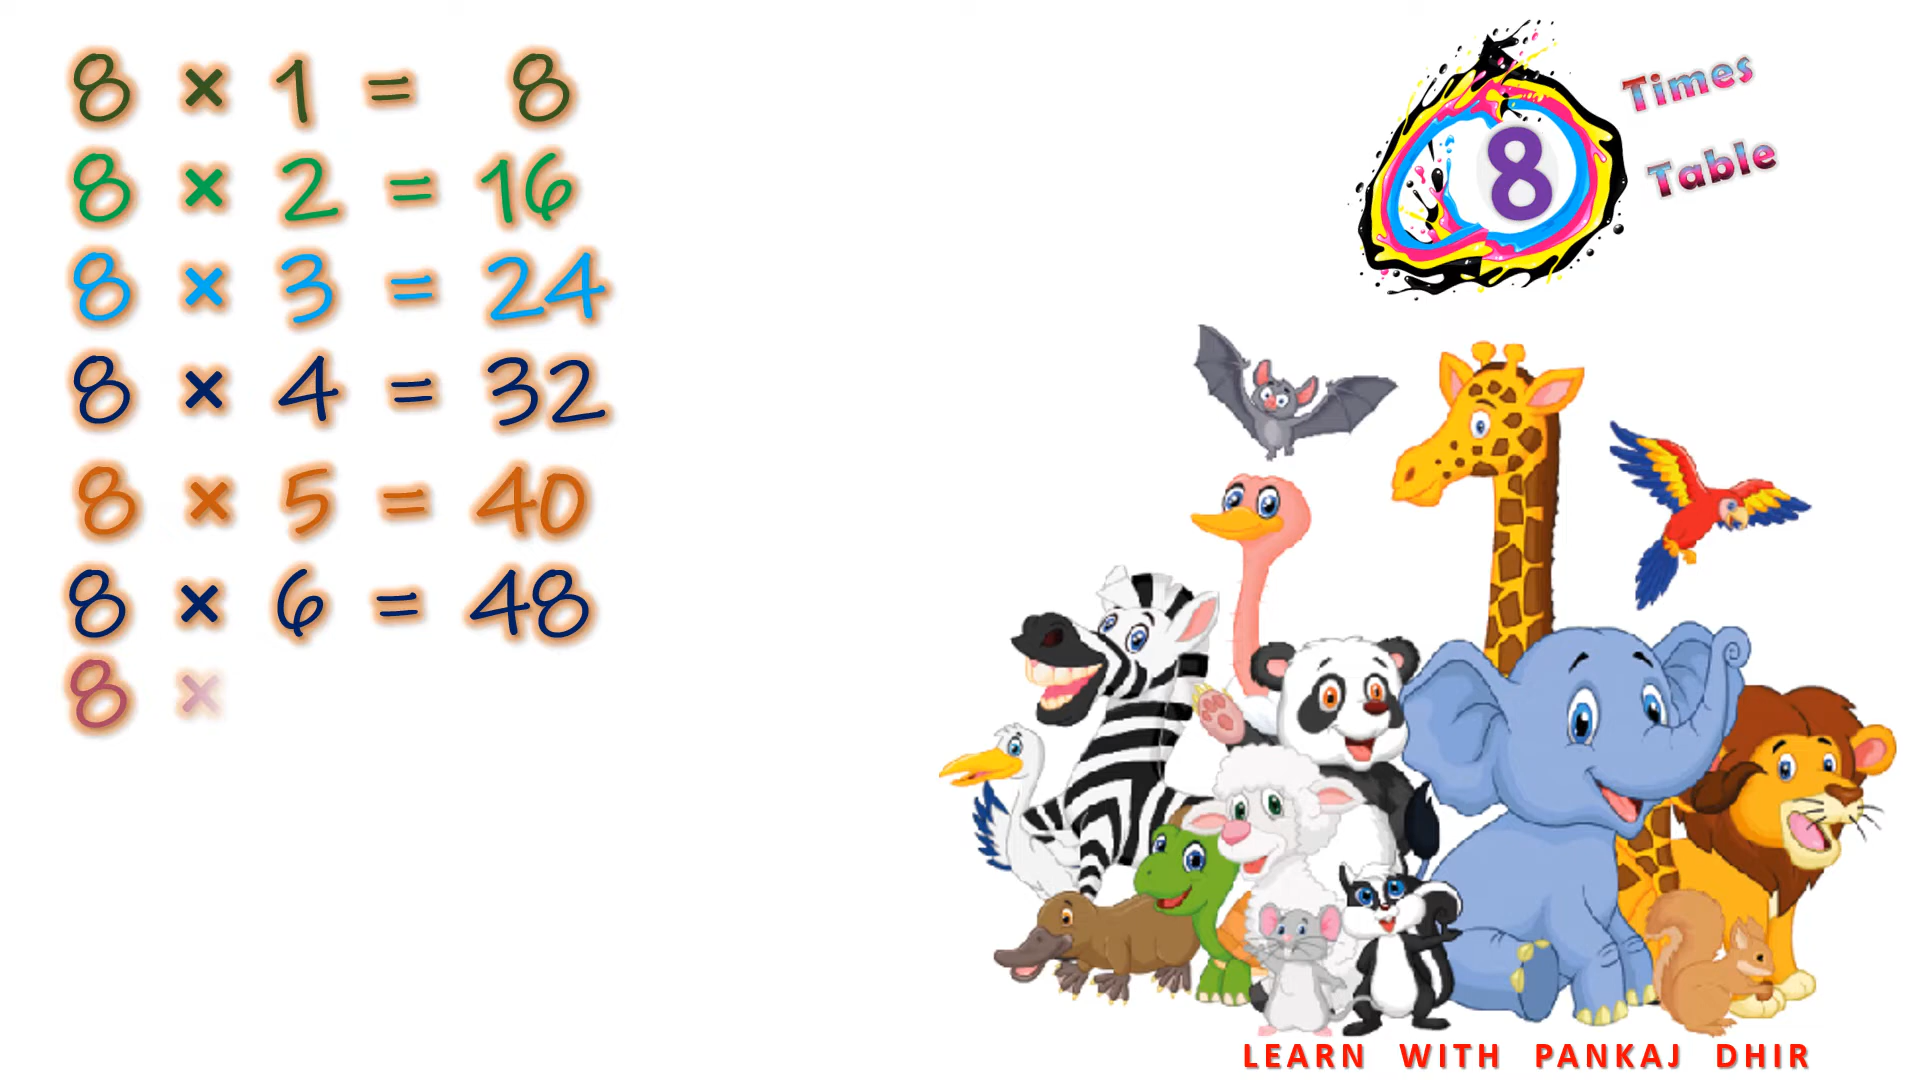 8 × 1 = 8
8 × 2 = 16
8 × 3 = 24
8 × 4 = 32
8 × 5 = 40
8 × 6 = 48
8 ×
8
Times
Table
LEARN WITH PANKAJ DHIR